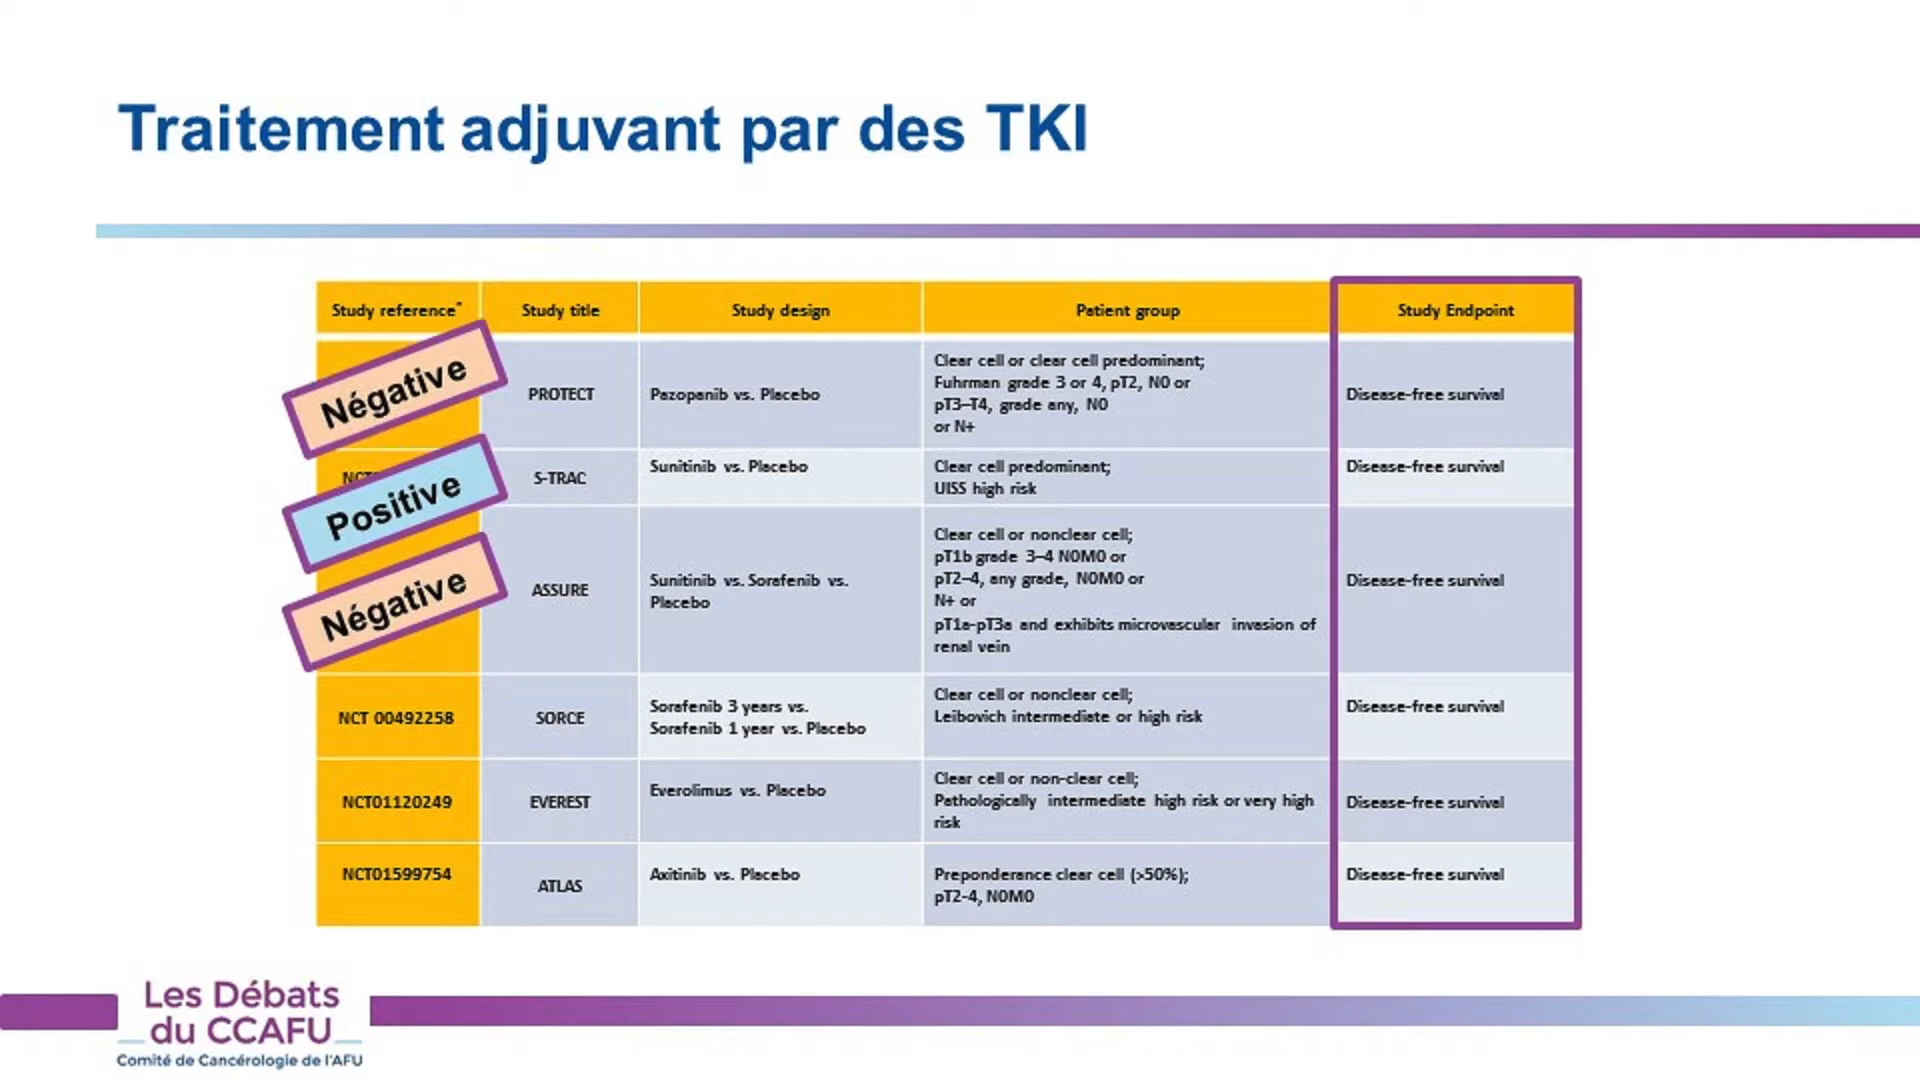 Traitement adjuvant par des TKI
Study reference*
Study title
Study design
Patient group
Study Endpoint
Négative
PROTECT
Pazopanib vs. Placebo
Clear cell or clear cell predominant;
Fuhrman grade 3 or 4, pT2, N0 or
pT3–T4, grade any, N0
or N+
Disease-free survival
Positive
S-TRAC
Sunitinib vs. Placebo
Clear cell predominant;
UISS high risk
Disease-free survival
Négative
ASSURE
Sunitinib vs. Sorafenib vs.
Placebo
Clear cell or nonclear cell;
pT1b grade 3–4 N0M0 or
pT2–4, any grade, N0M0 or
N+ or
pT1a-pT3a and exhibits microvascular invasion of
renal vein
Disease-free survival
NCT 00492258
SORCE
Sorafenib 3 years vs.
Sorafenib 1 year vs. Placebo
Clear cell or nonclear cell;
Leibovich intermediate or high risk
Disease-free survival
NCT01120249
EVEREST
Everolimus vs. Placebo
Clear cell or non-clear cell;
Pathologically intermediate high risk or very high
risk
Disease-free survival
NCT01599754
ATLAS
Axitinib vs. Placebo
Preponderance clear cell (>50%);
pT2-4, N0M0
Disease-free survival
Les Débats
du CCAFU
Comité de Cancérologie de l'AFU